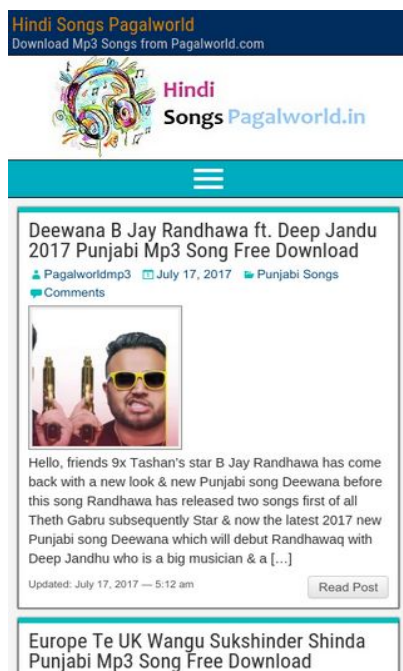 Hindi Songs Pagalworld
Download Mp3 Songs from Pagalworld.com
Hindi
Songs Pagalworld.in
Deewana B Jay Randhawa ft. Deep Jandu
2017 Punjabi Mp3 Song Free Download
Pagalworldmp3 July 17, 2017 Punjabi Songs
Comments
Hello, friends 9x Tashan's star B Jay Randhawa has come
back with a new look & new Punjabi song Deewana before
this song Randhawa has released two songs first of all
Theth Gabru subsequently Star & now the latest 2017 new
Punjabi song Deewana which will debut Randhawaq with
Deep Jandhu who is a big musician & a […]
Updated: July 17, 2017 — 5:12 am
Read Post
Europe Te UK Wangu Sukshinder Shinda
Punjabi Mp3 Song Free Download